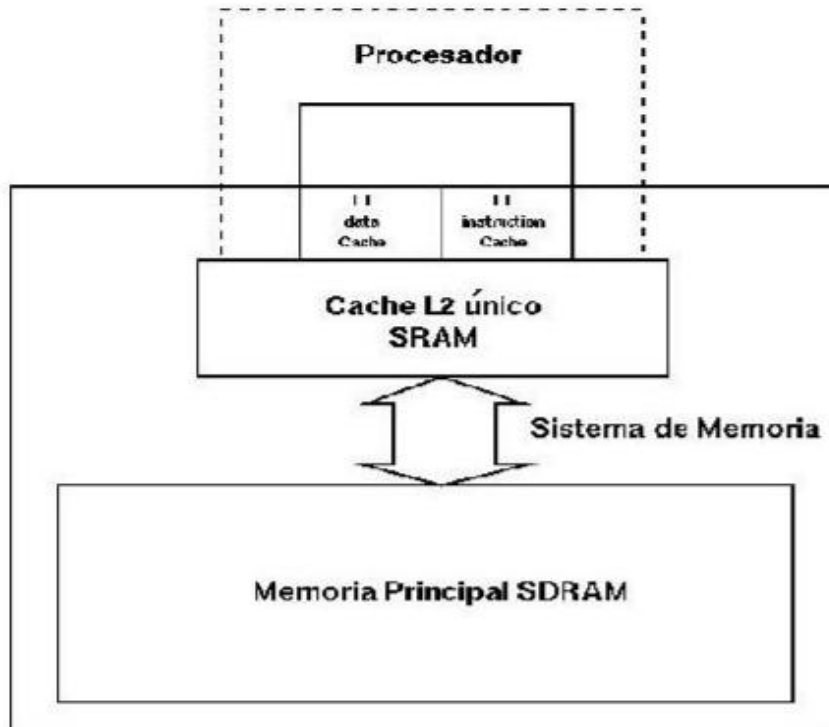 Procesador
L1
data
Cache
L1
instruction
Cache
Cache L2 único
SRAM
Sistema de Memoria
Memoria Principal SDRAM